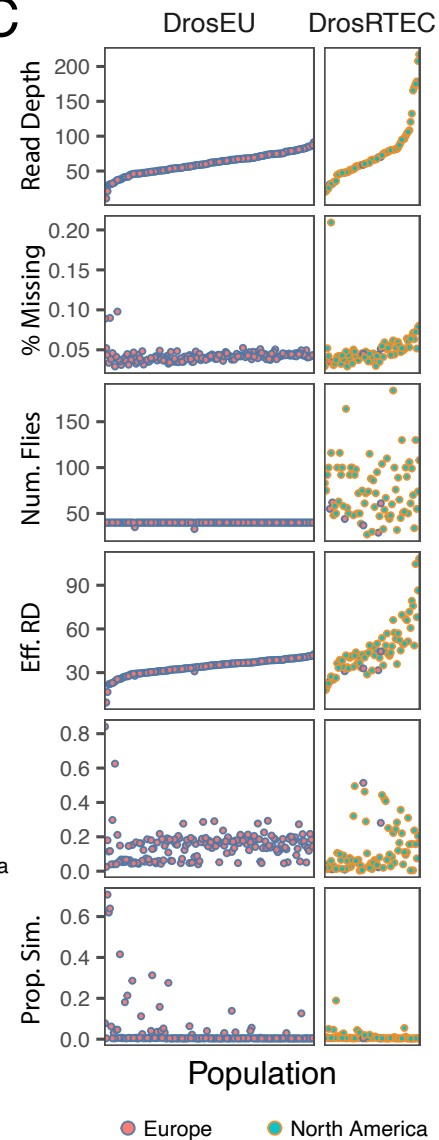 C
DrosEU DrosRTEC
Read Depth
200
150
100
50
% Missing
0.20
0.15
0.10
0.05
Num. Flies
150
100
50
Eff. RD
90
60
30
0.8
0.6
0.4
0.2
0.0
a
Prop. Sim.
0.6
0.4
0.2
0.0
Population
Europe North America